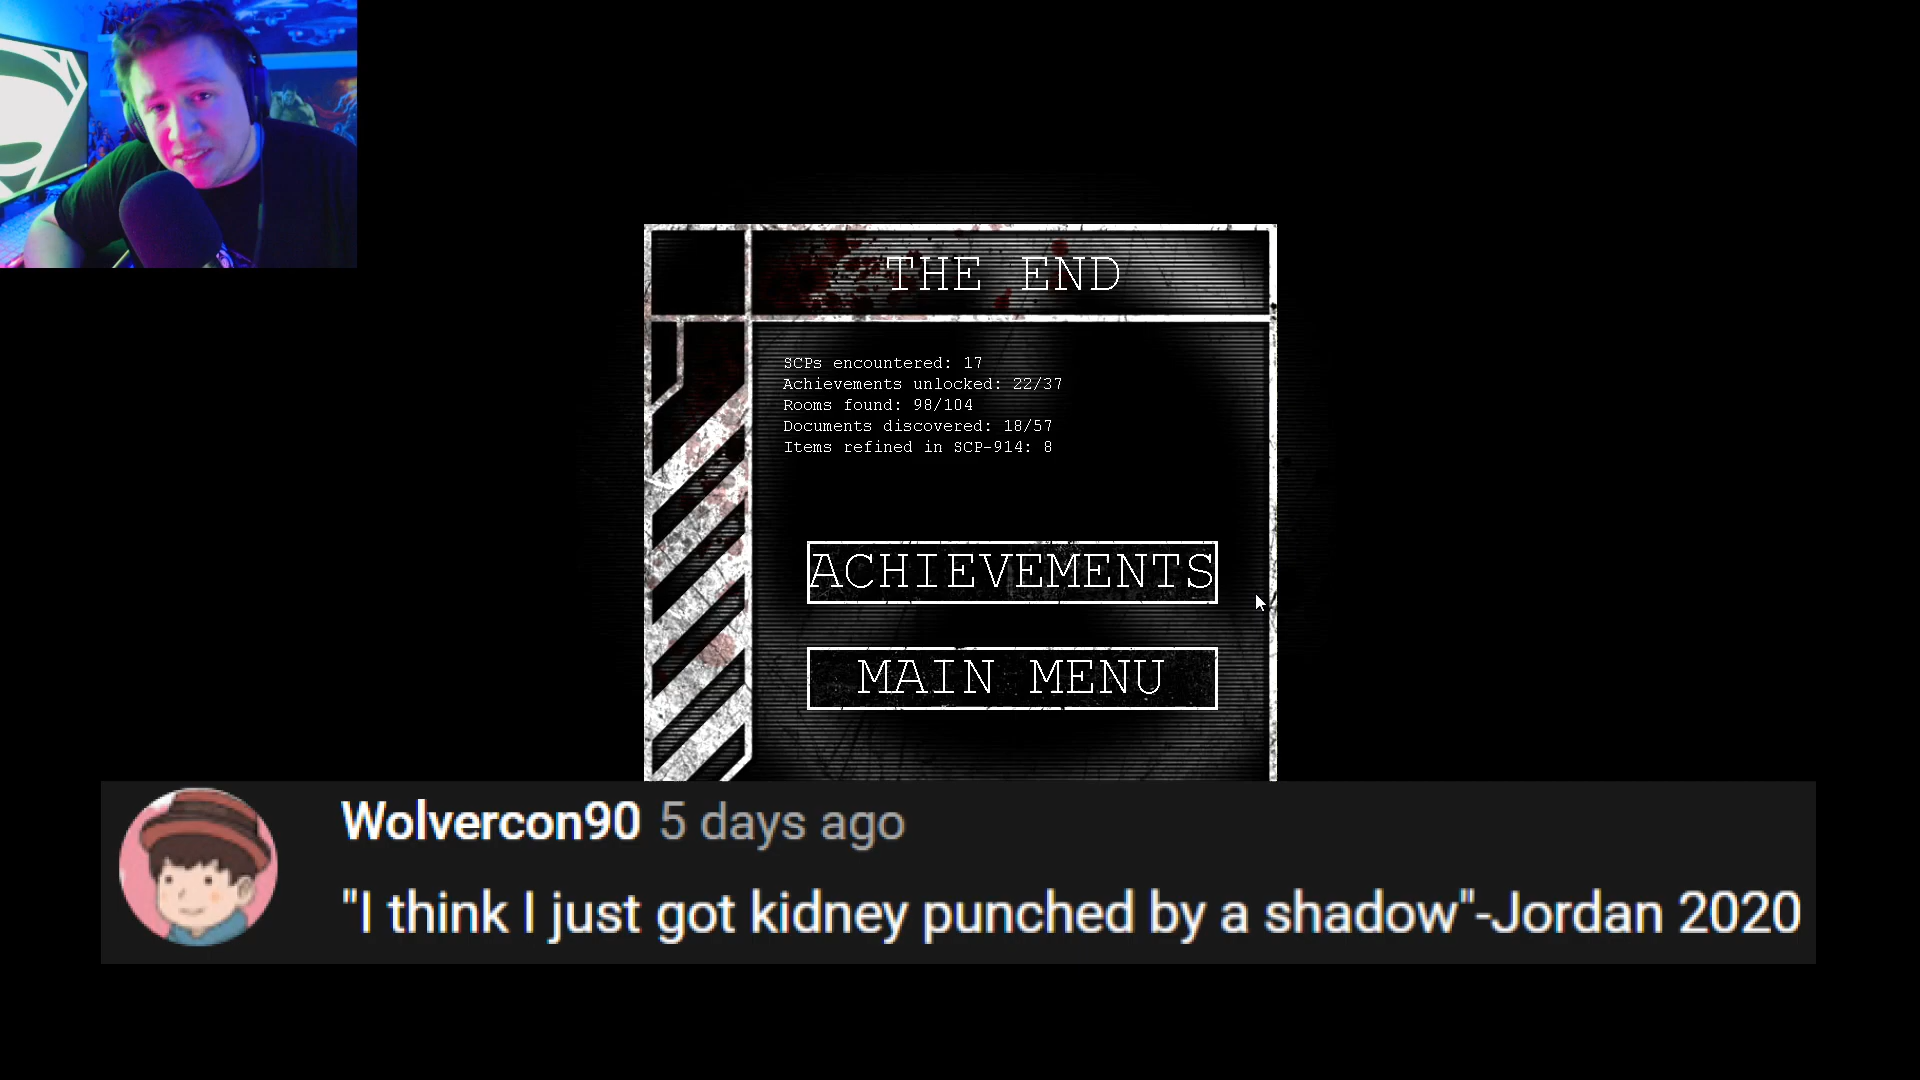 THE END
SCPs encountered: 17
Achievements unlocked: 22/37
Rooms found: 98/104
Documents discovered: 18/57
Items refined in SCP-914: 8
ACHIEVEMENTS
MAIN MENU
Wolvercon90 5 days ago
"I think I just got kidney punched by a shadow"-Jordan 2020